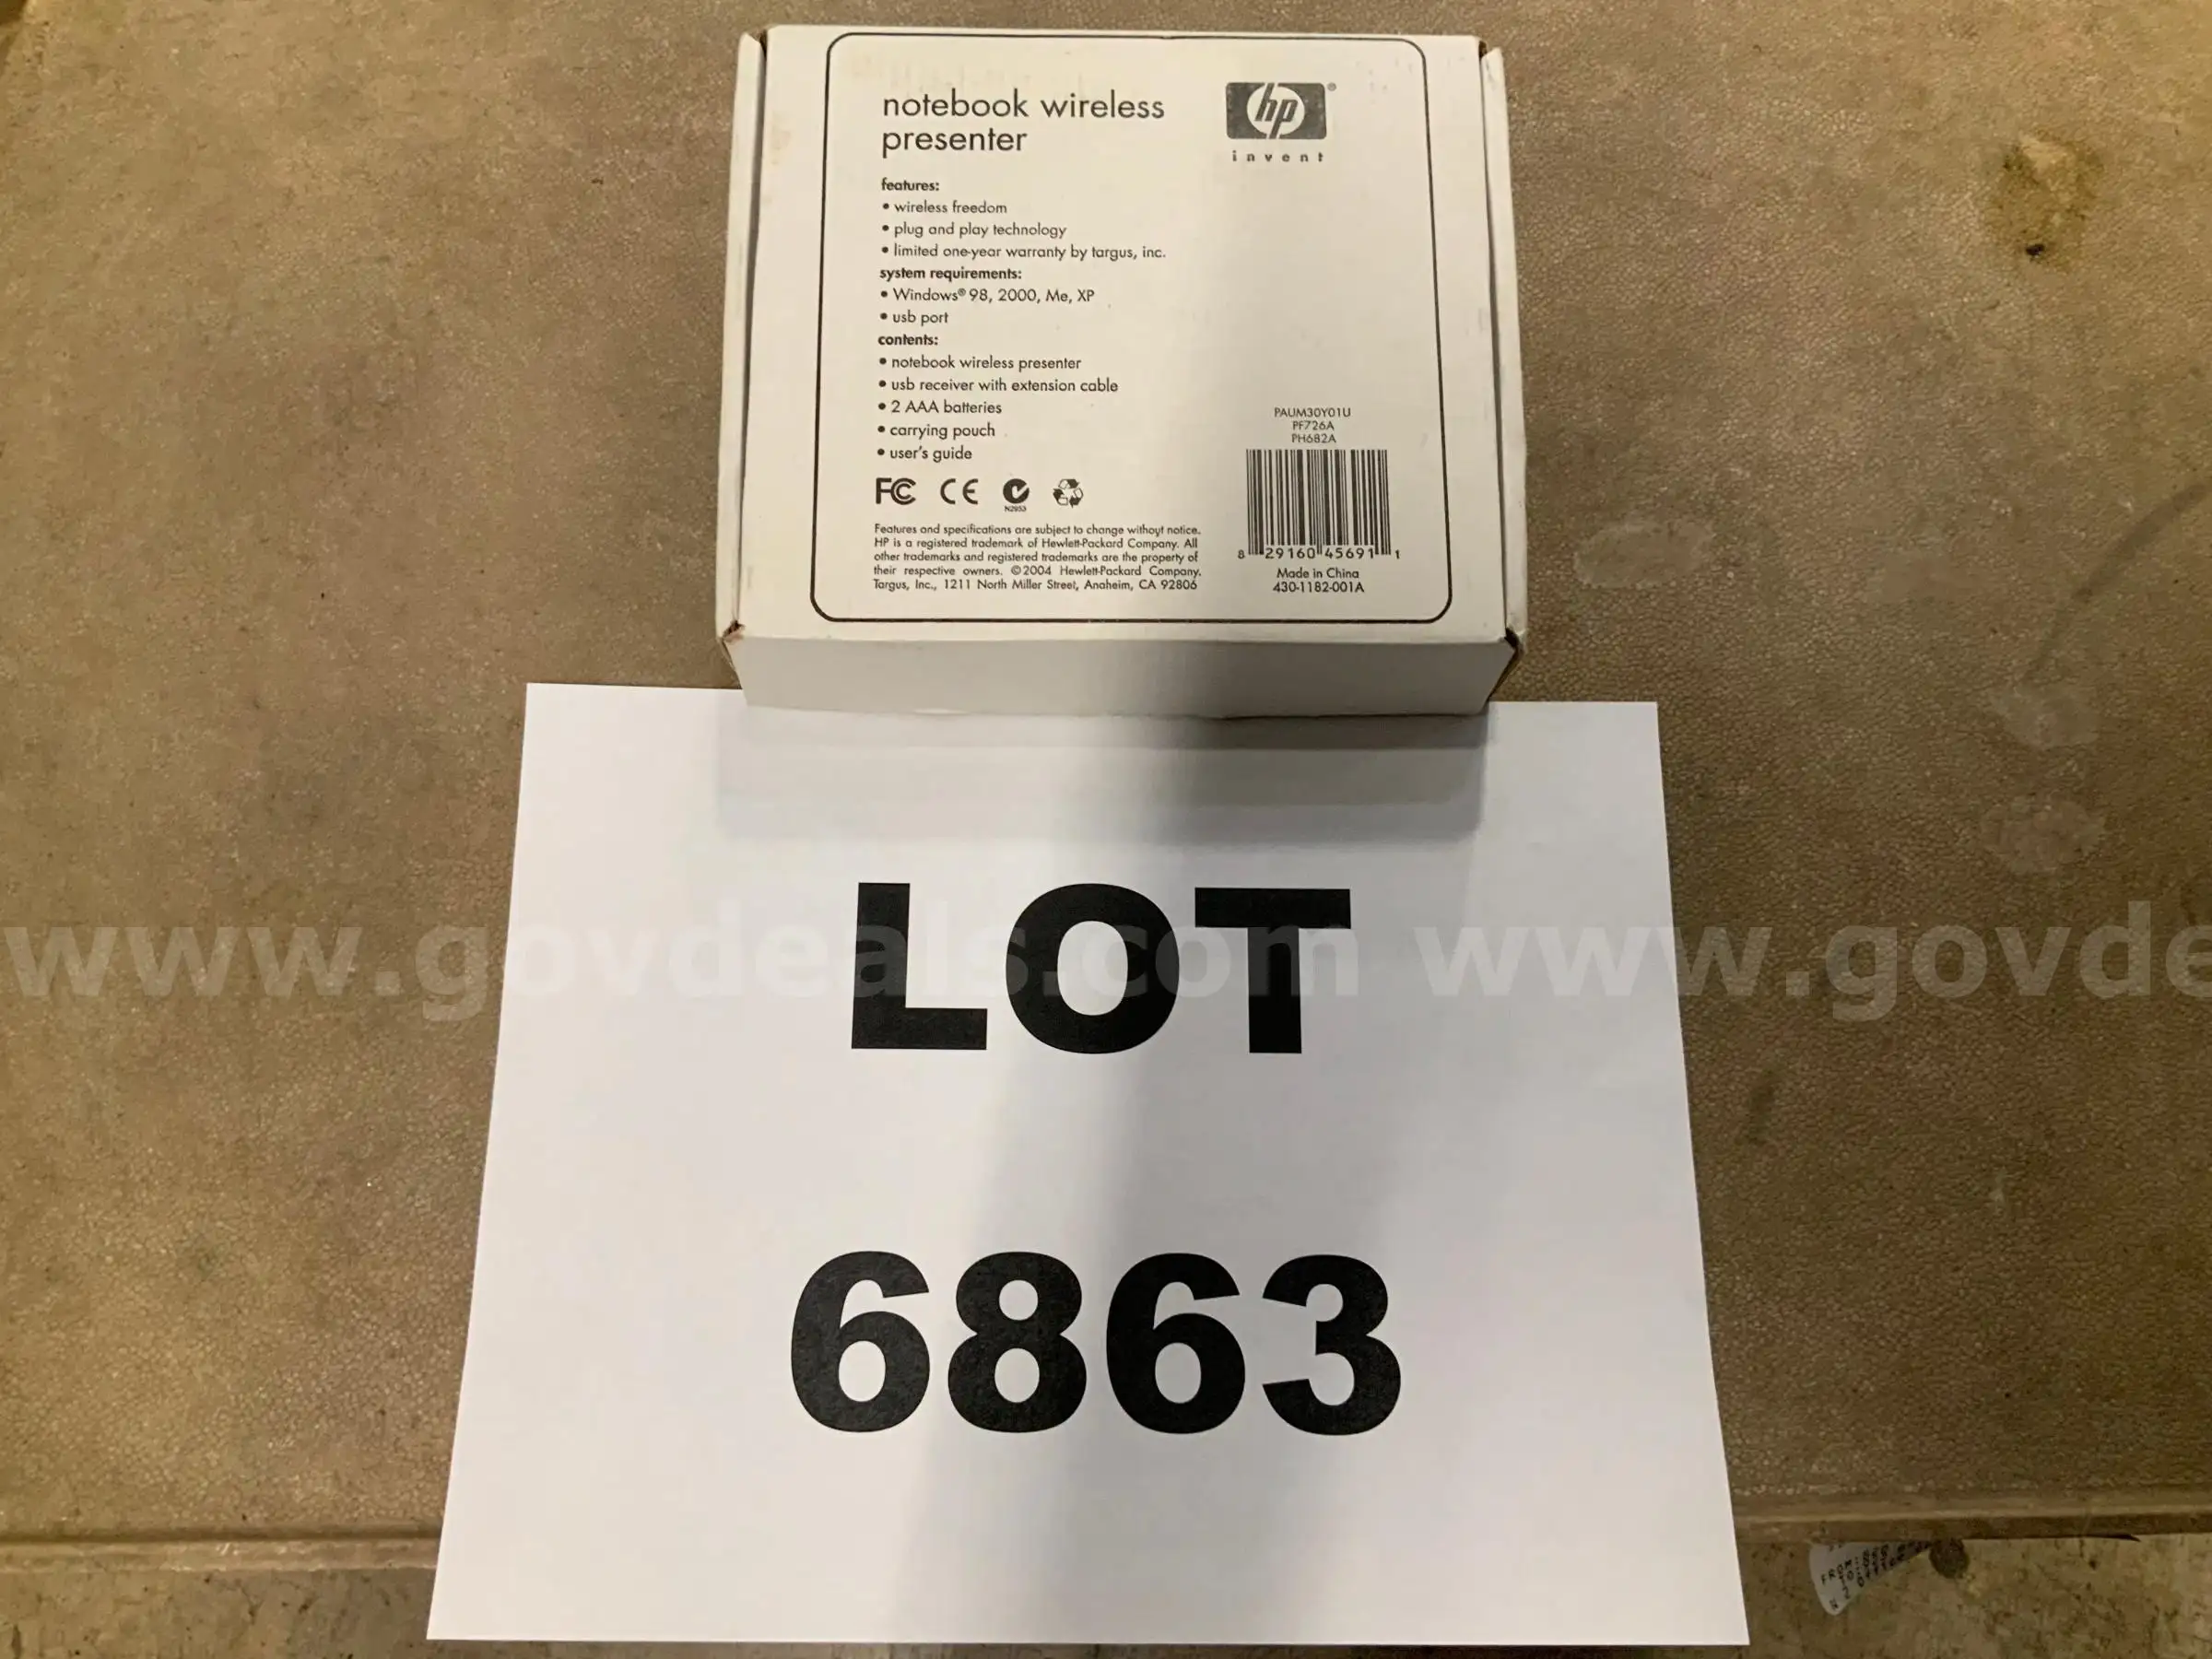 notebook wireless
presenter
hp®
invent
features:
• wireless freedom
• plug and play technology
• limited one-year warranty by targus, inc.
system requirements:
• Windows® 98, 2000, Me, XP
• usb port
contents:
• notebook wireless presenter
• usb receiver with extension cable
• 2 AAA batteries
• carrying pouch
• user's guide
FC CE
N2953
Features and specifications are subject to change without notice.
HP is a registered trademark of Hewlett-Packard Company. All
other trademarks and registered trademarks are the property of
their respective owners. ©2004 Hewlett-Packard Company.
Targus, Inc., 1211 North Miller Street, Anaheim, CA 92806
PAUM30Y01U
PF726A
PH682A
8 29160 45691 1
Made in China
430-1182-001A
www.govdeals.com www.govde
LOT
6863